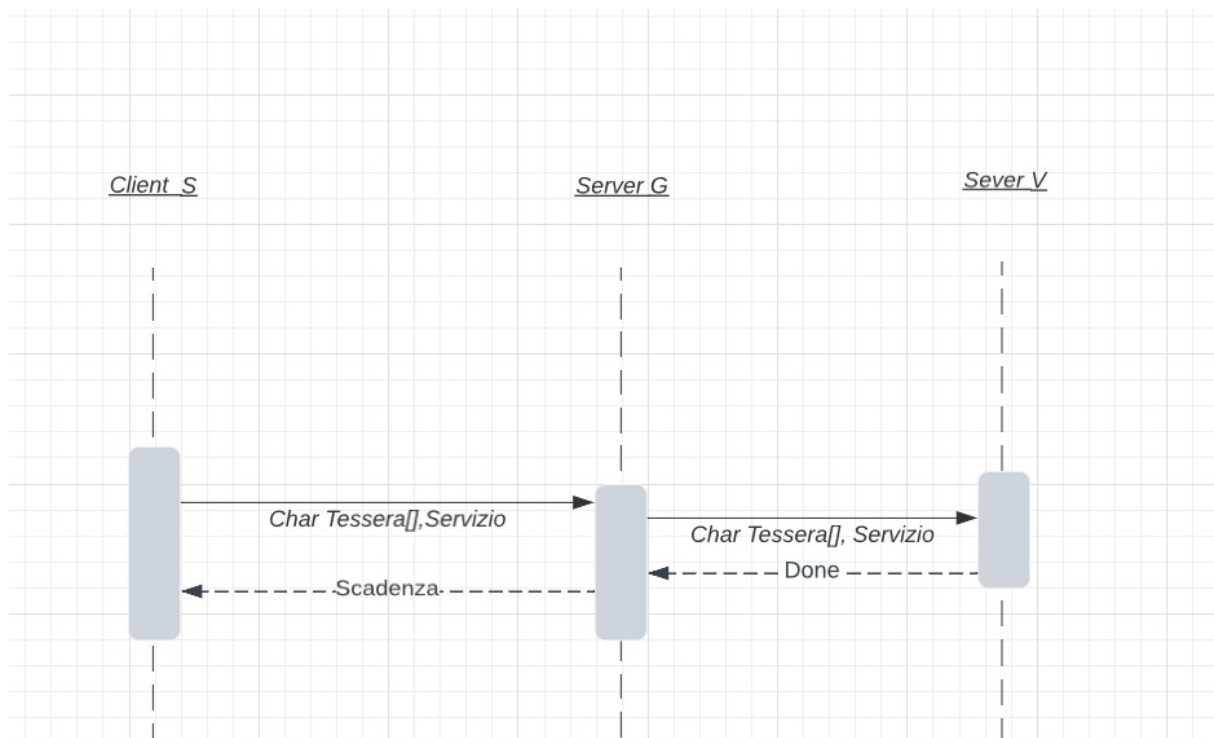 Client_S
Server G
Sever V
Char Tessera[],Servizio
Char Tessera[], Servizio
Done
Scadenza